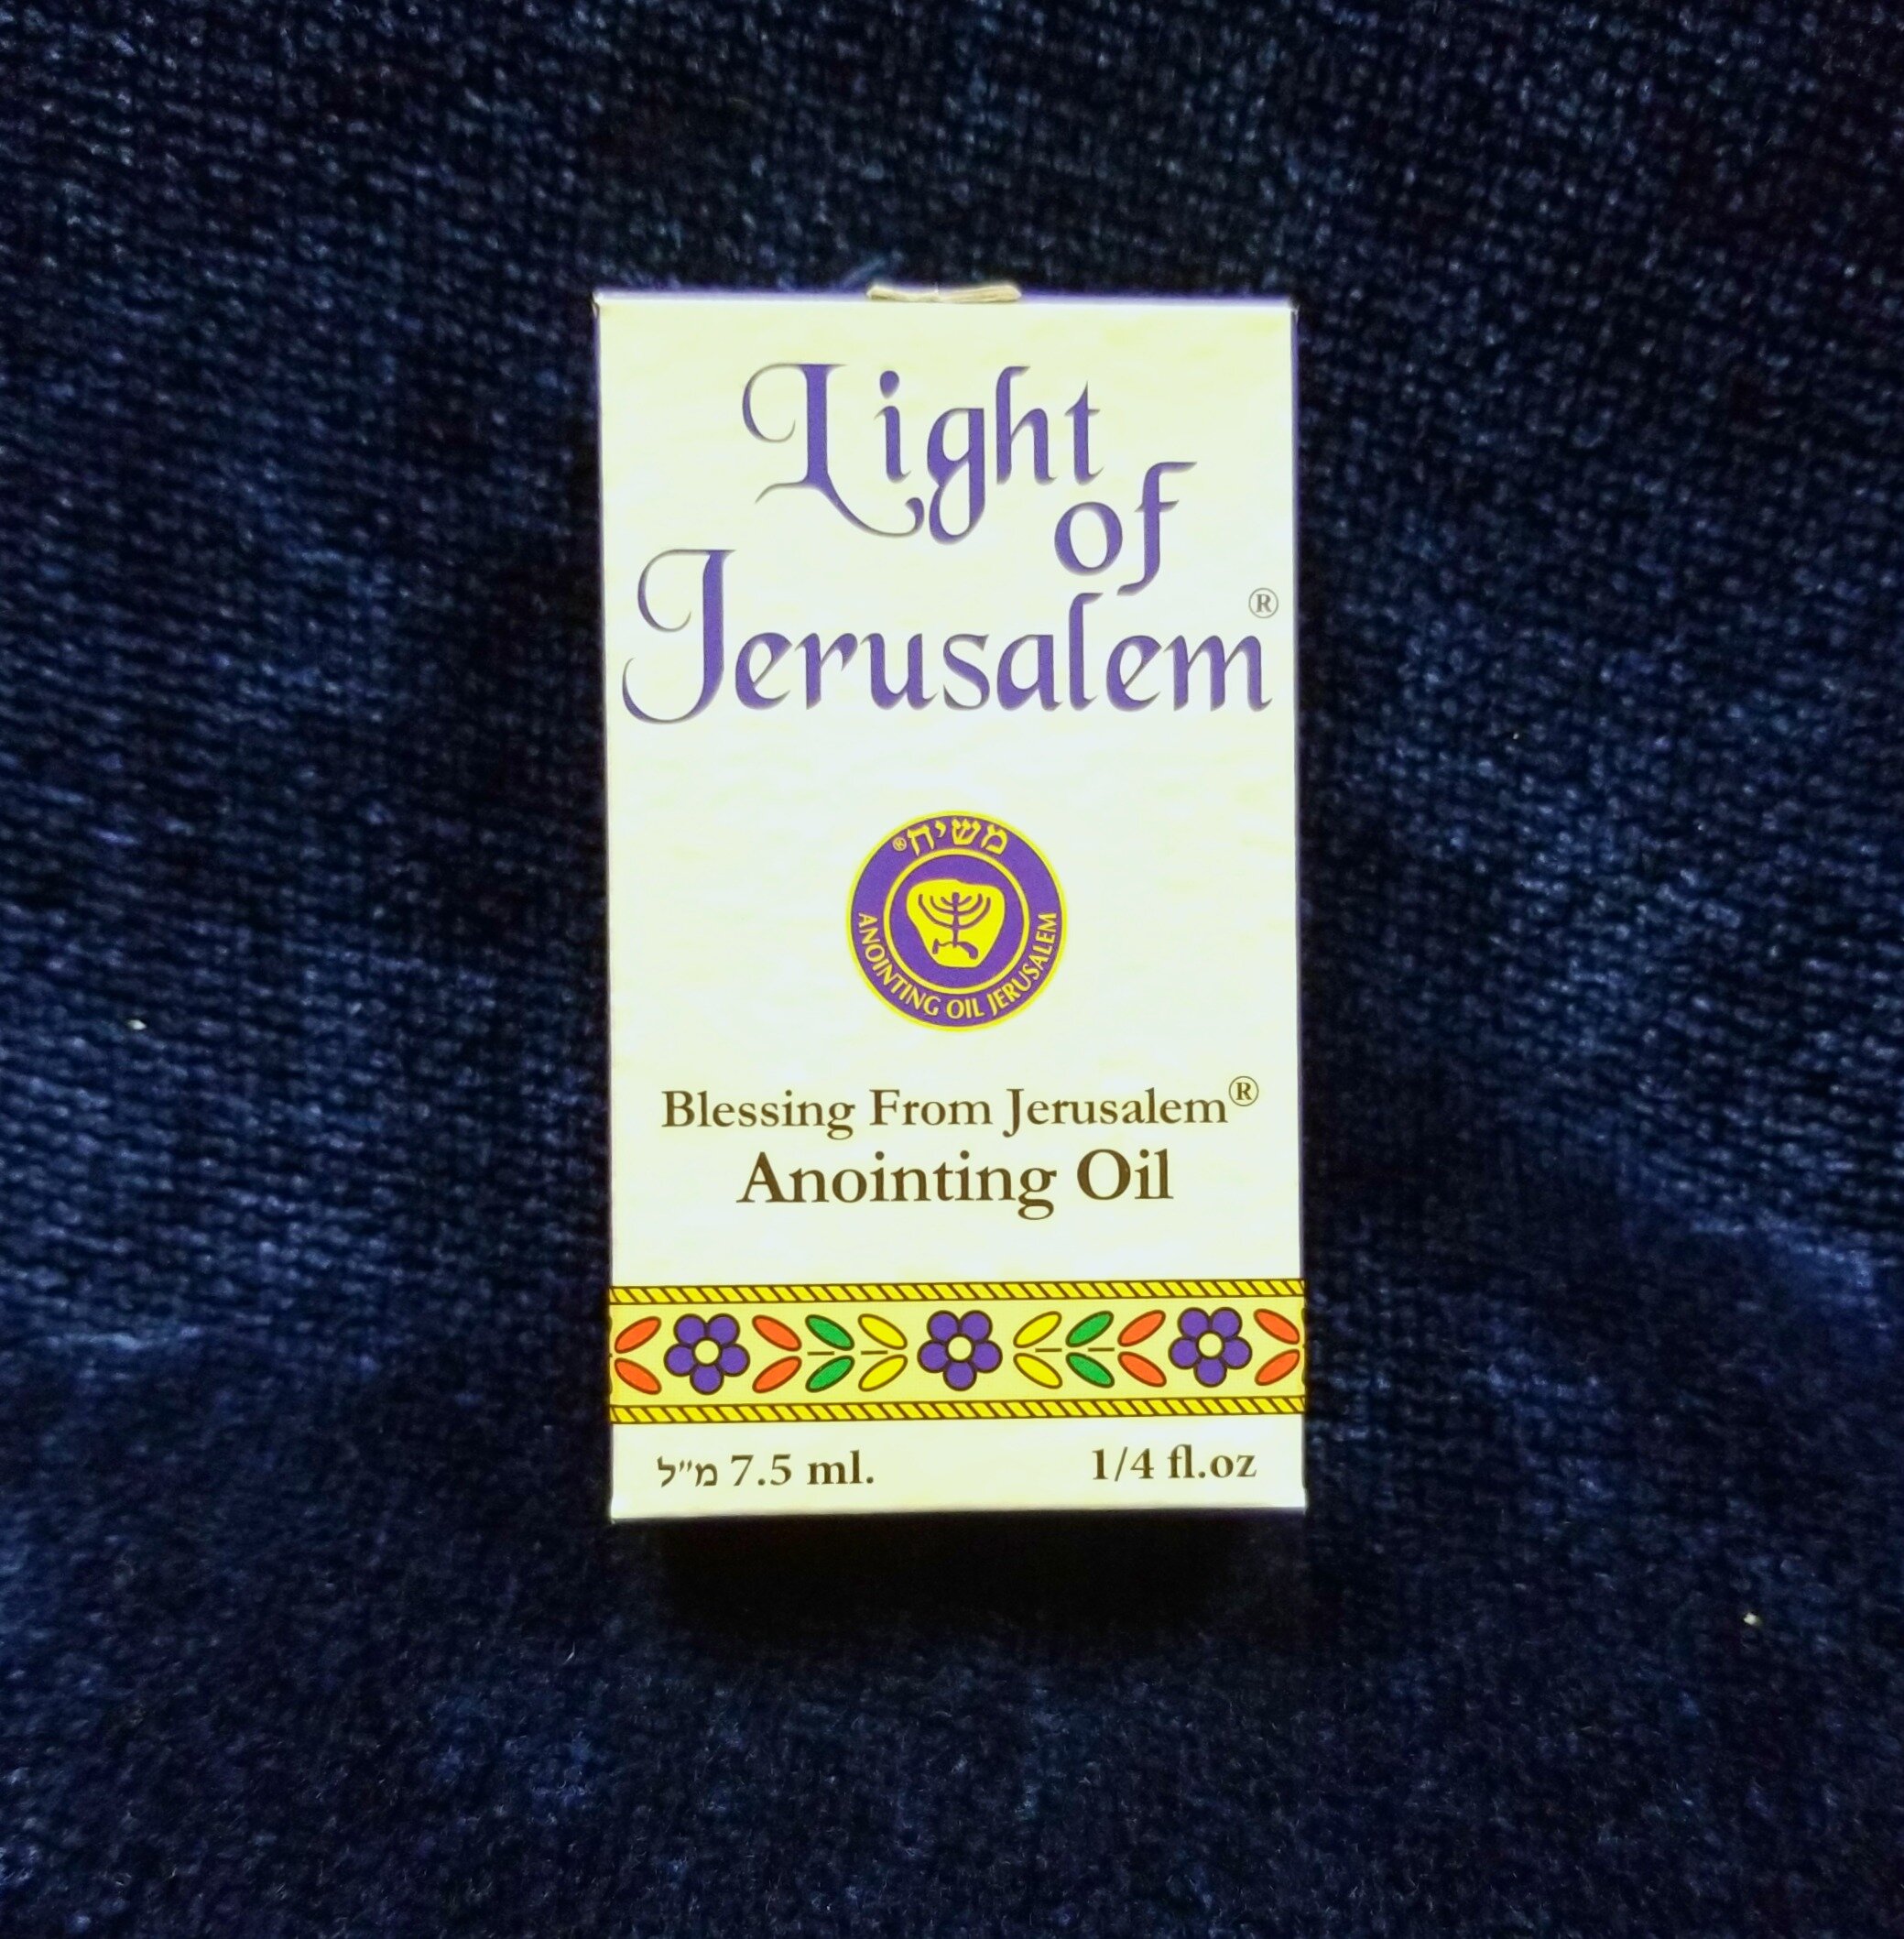 Light
of
Jerusalem®
משיח®
ANOINTING OIL JERUSALEM
Blessing From Jerusalem®
Anointing Oil
מ״ל 7.5 ml.
1/4 fl.oz